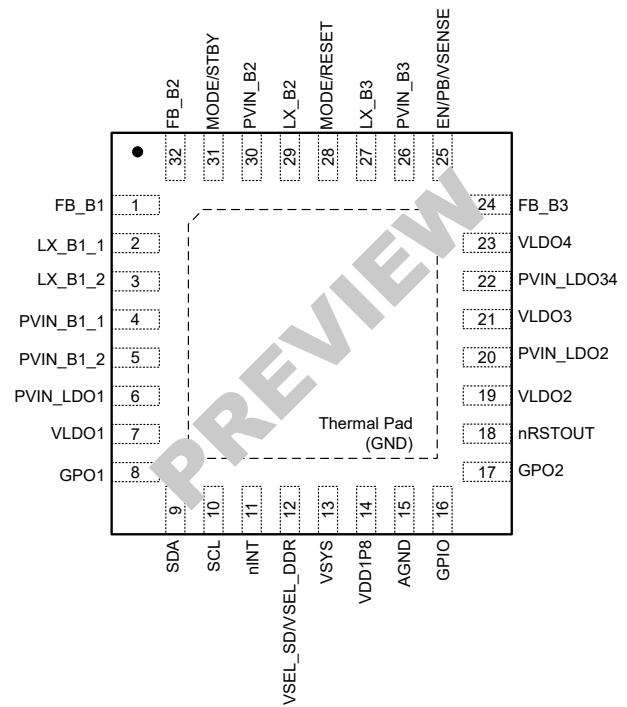 FB_B2
MODE/STBY
PVIN_B2
LX_B2
MODE/RESET
LX_B3
PVIN_B3
EN/PB/VSENSE
32
31
30
29
28
27
26
25
FB_B1 1
LX_B1_1 2
LX_B1_2 3
PVIN_B1_1 4
PVIN_B1_2 5
PVIN_LDO1 6
VLDO1 7
GPO1 8
24 FB_B3
23 VLDO4
22 PVIN_LDO34
21 VLDO3
20 PVIN_LDO2
19 VLDO2
18 nRSTOUT
17 GPO2
PREVIEW
Thermal Pad
(GND)
9
10
11
12
13
14
15
16
SDA
SCL
nINT
VSEL_SD/VSEL_DDR
VSYS
VDD1P8
AGND
GPIO